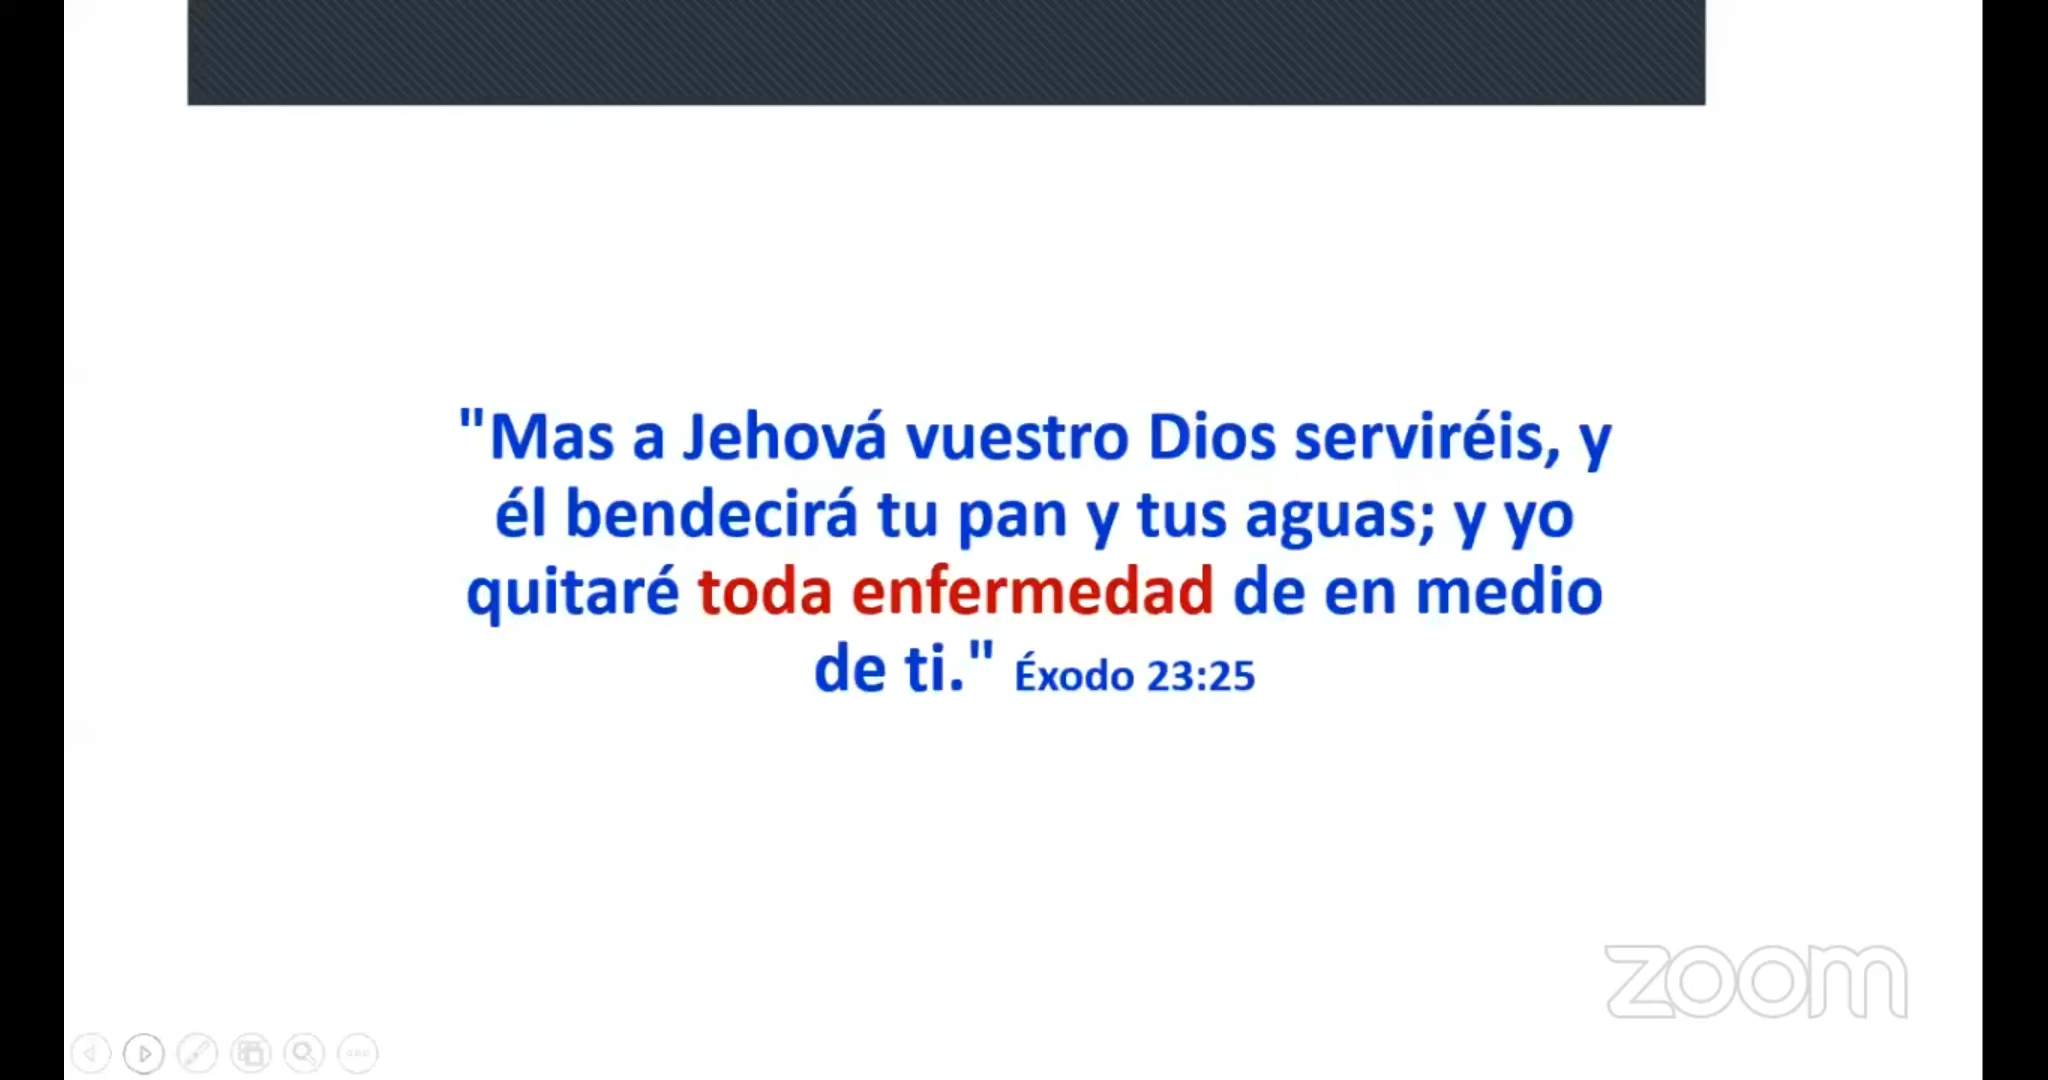 "Mas a Jehová vuestro Dios serviréis, y
él bendecirá tu pan y tus aguas; y yo
quitaré toda enfermedad de en medio
de ti." Éxodo 23:25
zoom